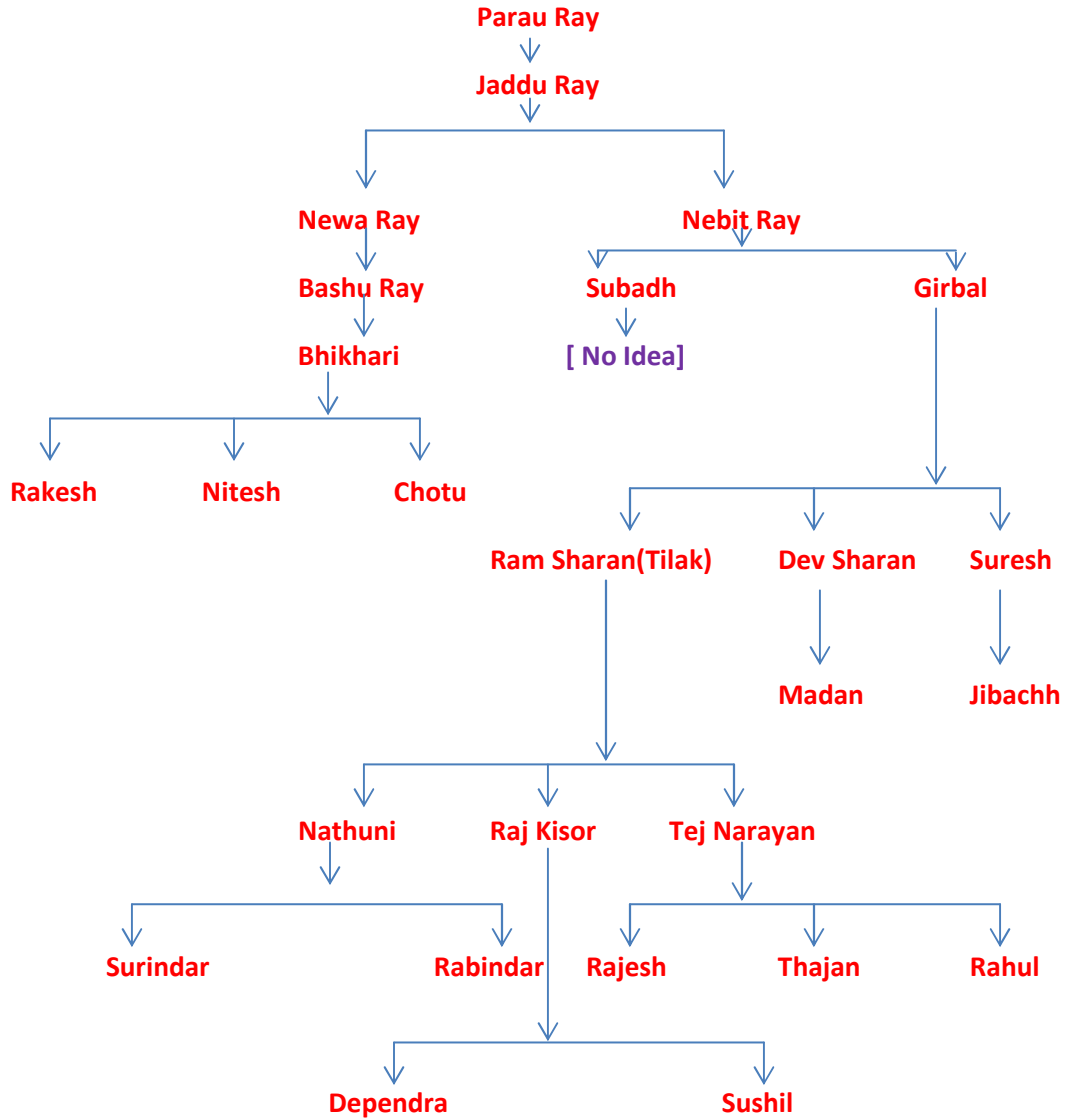 Parau Ray
Jaddu Ray
Newa Ray Nebit Ray
Bashu Ray Subadh Girbal
Bhikhari [ No Idea]
Rakesh Nitesh Chotu
Ram Sharan(Tilak) Dev Sharan Suresh
Madan Jibachh
Nathuni Raj Kisor Tej Narayan
Surindar Rabindar Rajesh Thajan Rahul
Dependra Sushil